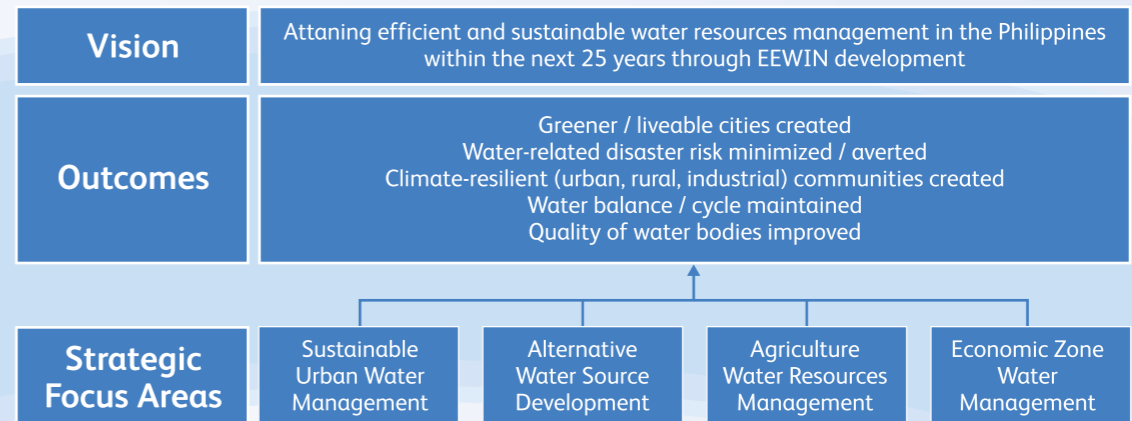 Vision
Attaning efficient and sustainable water resources management in the Philippines
within the next 25 years through EEWIN development
Outcomes
Greener / liveable cities created
Water-related disaster risk minimized / averted
Climate-resilient (urban, rural, industrial) communities created
Water balance / cycle maintained
Quality of water bodies improved
Strategic
Focus Areas
Sustainable
Urban Water
Management
Alternative
Water Source
Development
Agriculture
Water Resources
Management
Economic Zone
Water
Management